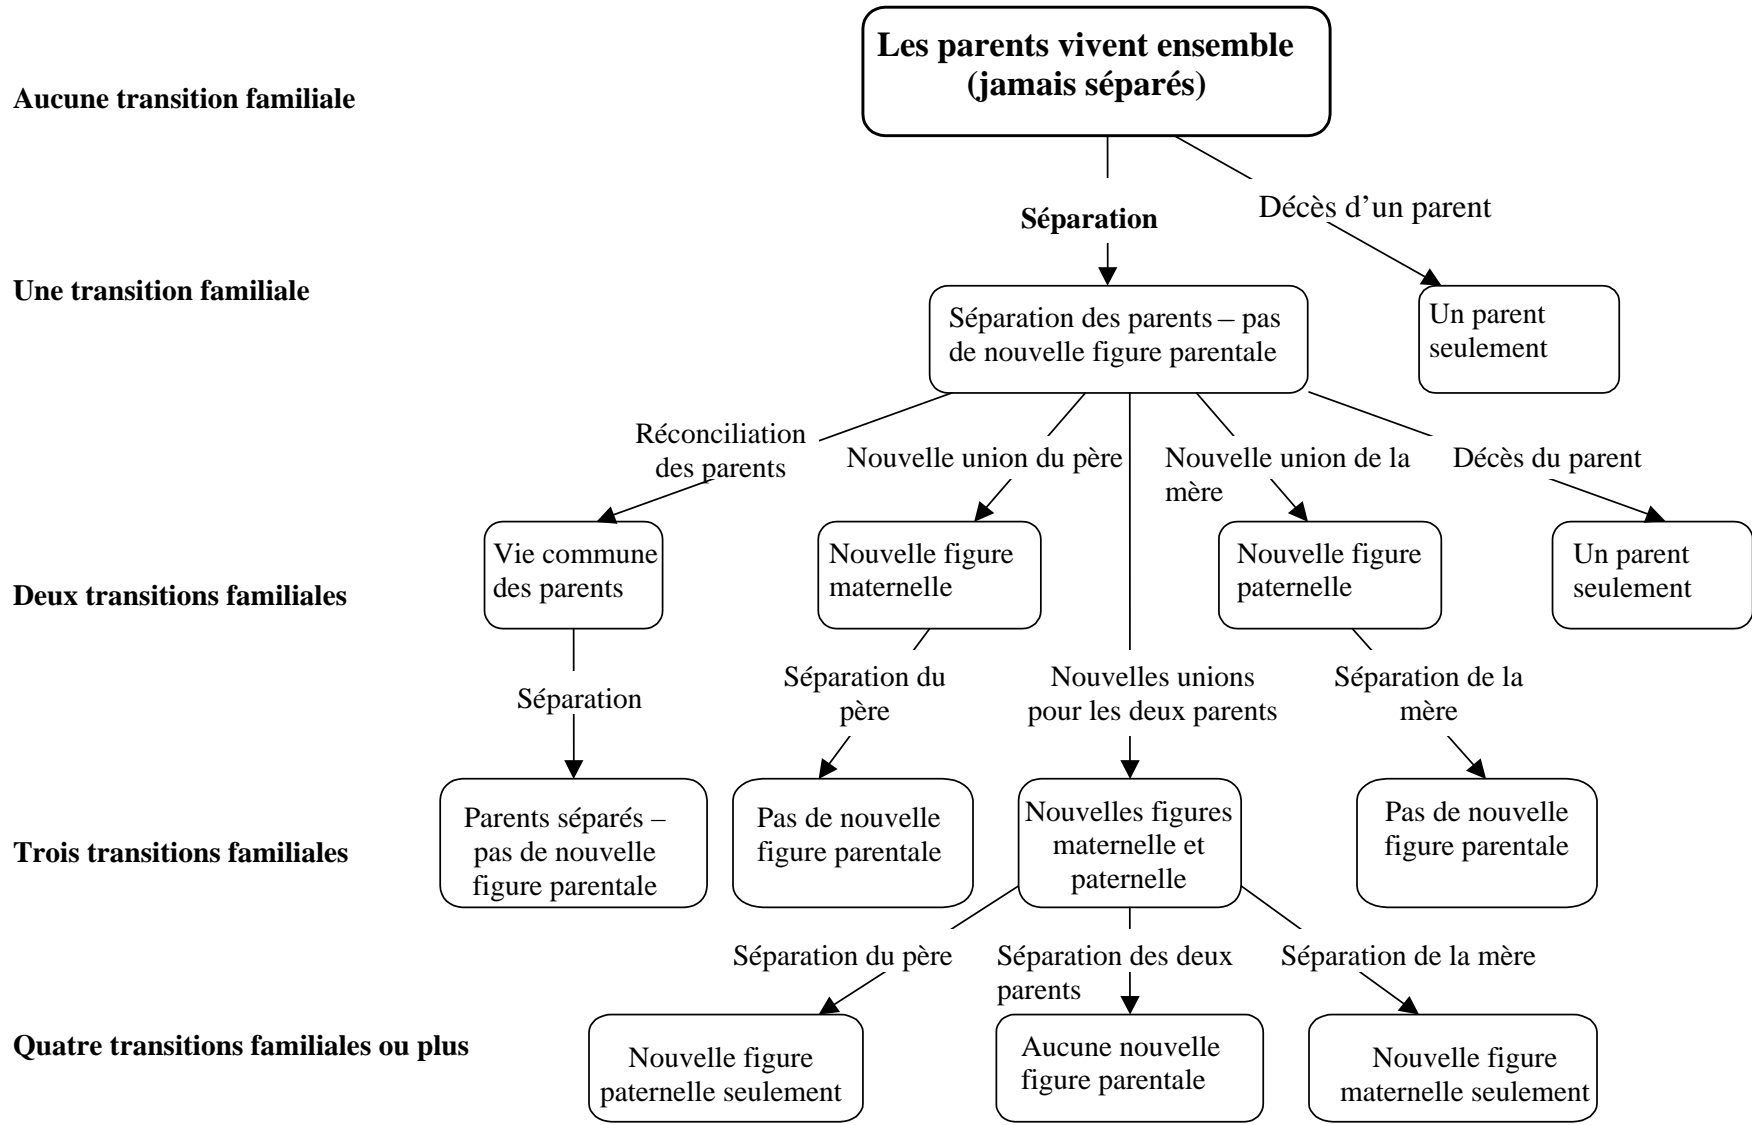 Les parents vivent ensemble
(jamais séparés)
Aucune transition familiale
Séparation
Décès d’un parent
Une transition familiale
Séparation des parents – pas
de nouvelle figure parentale
Un parent
seulement
Réconciliation
des parents
Nouvelle union du père
Nouvelle union de la
mère
Décès du parent
Deux transitions familiales
Vie commune
des parents
Nouvelle figure
maternelle
Nouvelle figure
paternelle
Un parent
seulement
Séparation
Séparation du
père
Nouvelles unions
pour les deux parents
Séparation de la
mère
Trois transitions familiales
Parents séparés –
pas de nouvelle
figure parentale
Pas de nouvelle
figure parentale
Nouvelles figures
maternelle et
paternelle
Pas de nouvelle
figure parentale
Séparation du père
Séparation des deux
parents
Séparation de la mère
Quatre transitions familiales ou plus
Nouvelle figure
paternelle seulement
Aucune nouvelle
figure parentale
Nouvelle figure
maternelle seulement